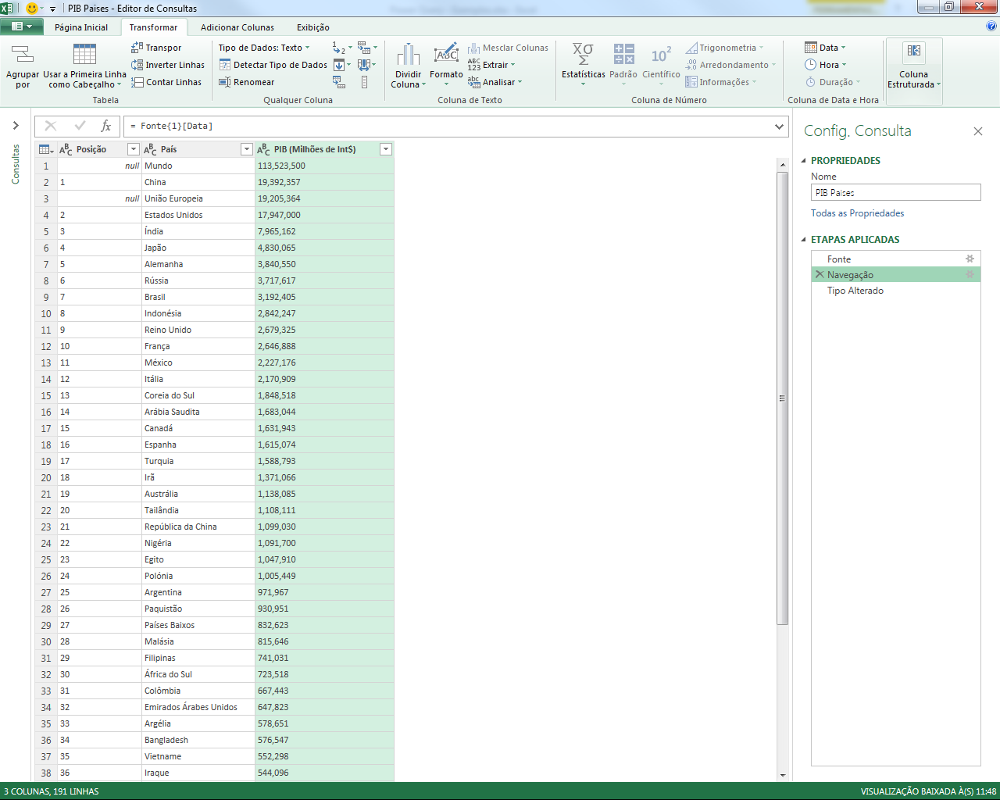 PIB Paises - Editor de Consultas
Página Inicial Transformar Adicionar Colunas Exibição
Agrupar por
Usar a Primeira Linha como Cabeçalho
Transpor
Inverter Linhas
Contar Linhas
Tabela
Tipo de Dados: Texto
Detectar Tipo de Dados
Renomear
Qualquer Coluna
Dividir Coluna
Formato
Mesclar Colunas
Extrair
Analisar
Coluna de Texto
Estatísticas
Padrão
Científico
Trigonometria
Arredondamento
Informações
Coluna de Número
Data
Hora
Duração
Coluna de Data e Hora
Coluna Estruturada
Consultas
= Fonte{1}[Data]
Posição País PIB (Milhões de Int$)
1 null Mundo 113,523,500
2 1 China 19,392,357
3 null União Europeia 19,205,364
4 2 Estados Unidos 17,947,000
5 3 Índia 7,965,162
6 4 Japão 4,830,065
7 5 Alemanha 3,840,550
8 6 Rússia 3,717,617
9 7 Brasil 3,192,405
10 8 Indonésia 2,842,247
11 9 Reino Unido 2,679,325
12 10 França 2,646,888
13 11 México 2,227,176
14 12 Itália 2,170,909
15 13 Coreia do Sul 1,848,518
16 14 Arábia Saudita 1,683,044
17 15 Canadá 1,631,943
18 16 Espanha 1,615,074
19 17 Turquia 1,588,793
20 18 Irã 1,371,066
21 19 Austrália 1,138,085
22 20 Tailândia 1,108,111
23 21 República da China 1,099,030
24 22 Nigéria 1,091,700
25 23 Egito 1,047,910
26 24 Polónia 1,005,449
27 25 Argentina 971,967
28 26 Paquistão 930,951
29 27 Países Baixos 832,623
30 28 Malásia 815,646
31 29 Filipinas 741,031
32 30 África do Sul 723,518
33 31 Colômbia 667,443
34 32 Emirados Árabes Unidos 647,823
35 33 Argélia 578,651
36 34 Bangladesh 576,547
37 35 Vietname 552,298
38 36 Iraque 544,096
Config. Consulta
PROPRIEDADES
Nome
PIB Paises
Todas as Propriedades
ETAPAS APLICADAS
Fonte
Navegação
Tipo Alterado
3 COLUNAS, 191 LINHAS
VISUALIZAÇÃO BAIXADA À(S) 11:48